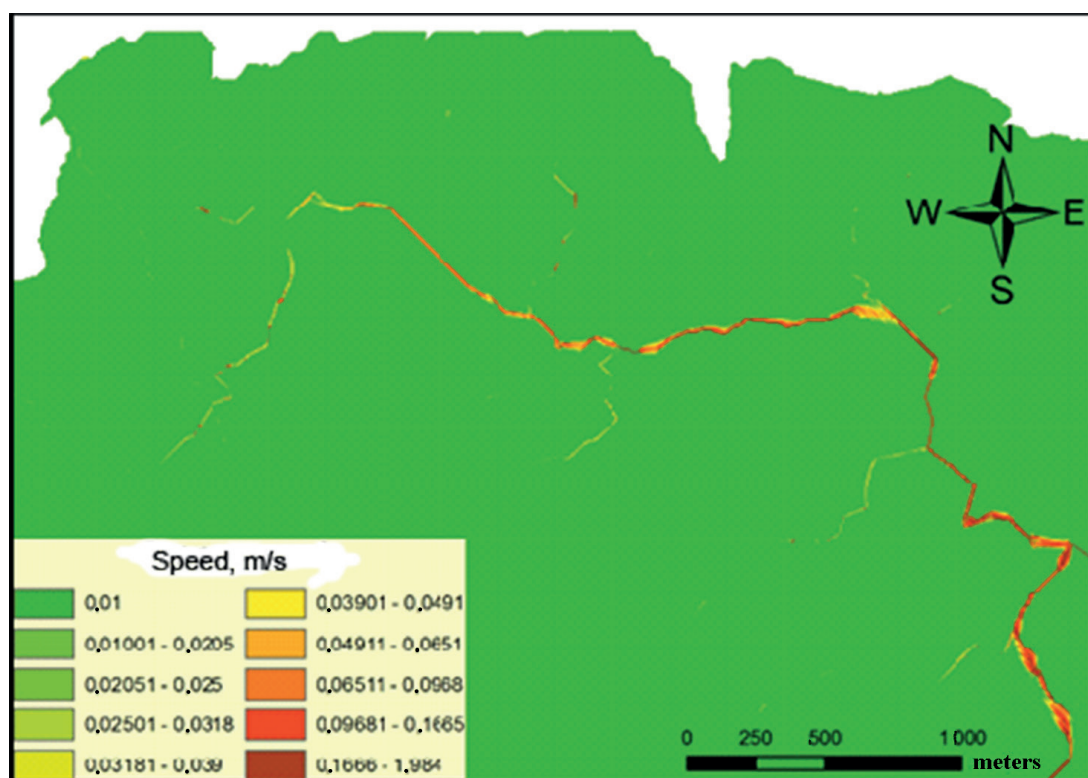 N
W E
S
Speed, m/s
0.01
0.01001 - 0.0205
0.02051 - 0.025
0.02501 - 0.0318
0.03181 - 0.039
0.03901 - 0.0491
0.04911 - 0.0651
0.06511 - 0.0968
0.09681 - 0.1665
0.1666 - 1.984
0 250 500 1 000
meters